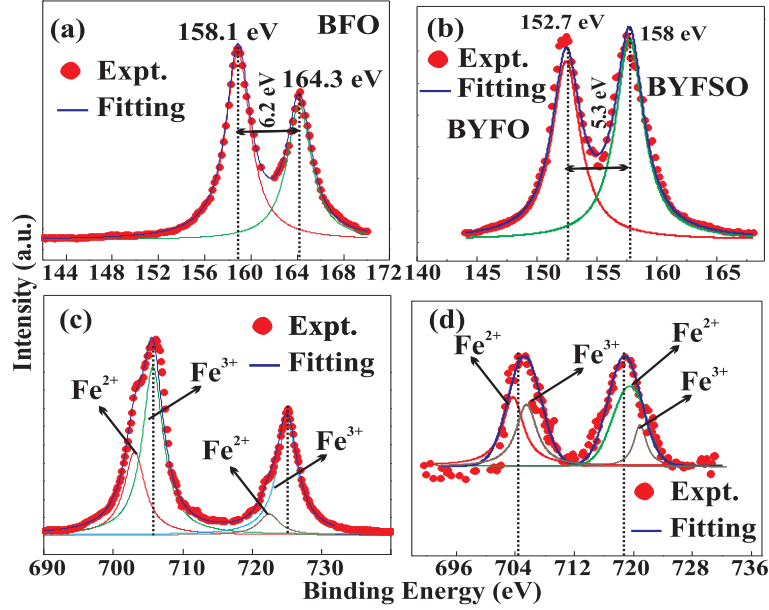 (a)
158.1 eV
BFO
Expt.
Fitting
6.2 eV
164.3 eV
144 148 152 156 160 164 168 172
(b)
152.7 eV
158 eV
Expt.
Fitting
5.3 eV
BYFSO
BYFO
140 145 150 155 160 165
Intensity (a.u.)
(c)
Expt.
Fitting
Fe²⁺
Fe³⁺
Fe²⁺
Fe³⁺
690 700 710 720 730
(d)
Fe²⁺
Fe³⁺
Fe²⁺
Fe³⁺
Expt.
Fitting
696 704 712 720 728 736
Binding Energy (eV)